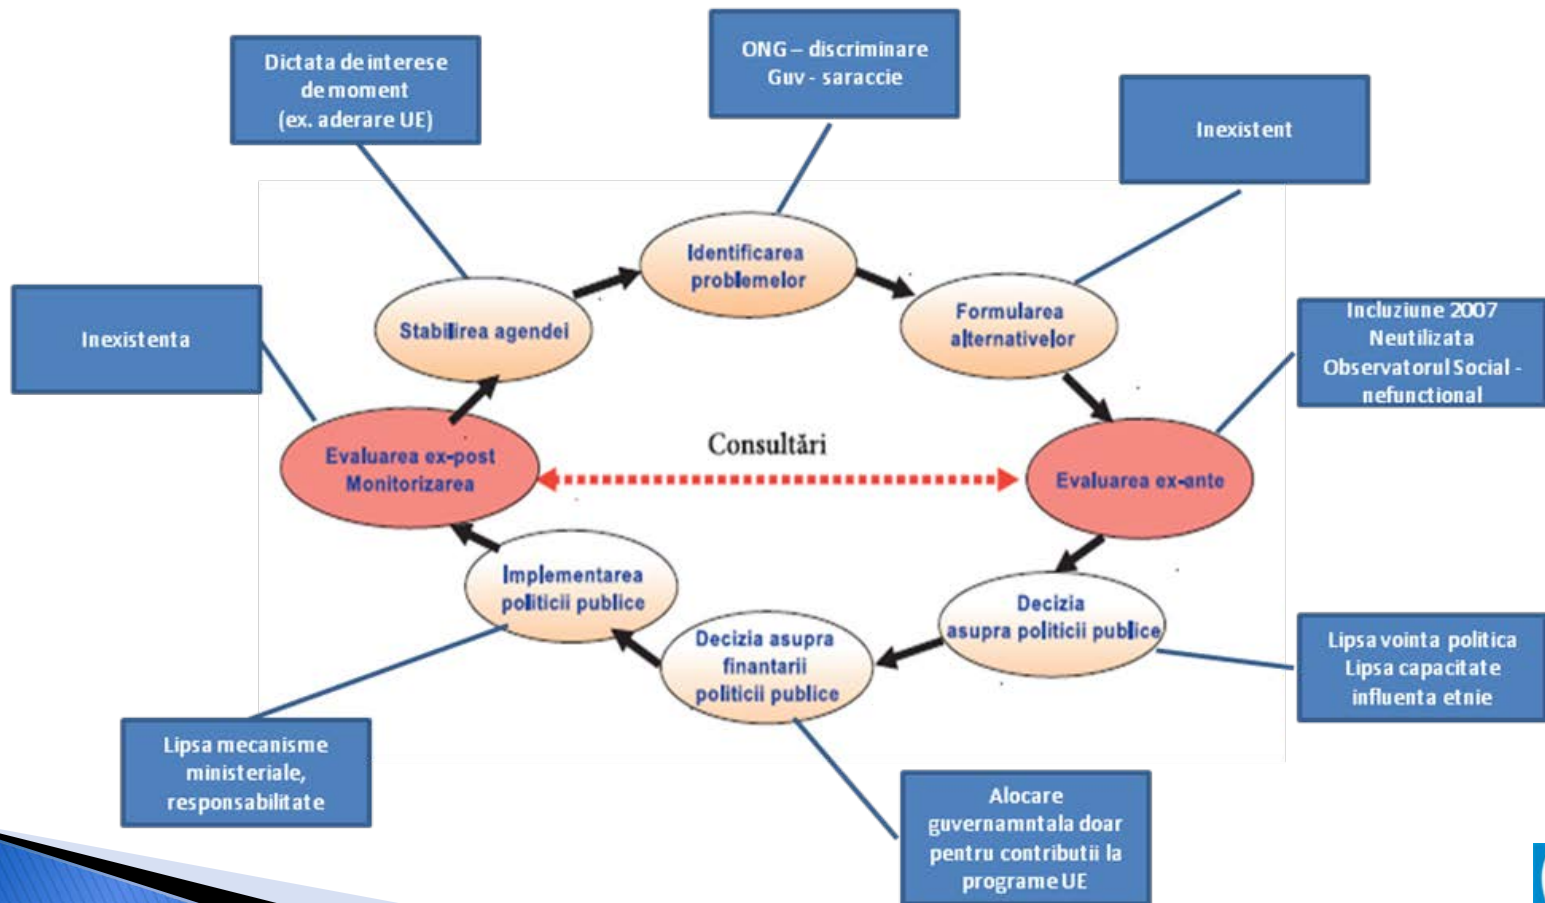 Dictata de interese
de moment
(ex. aderare UE)
ONG – discriminare
Guv - saraccie
Inexistent
Identificarea
problemelor
Stabilirea agendei
Formularea
alternativelor
Inexistenta
Incluziune 2007
Neutilizata
Observatorul Social -
nefunctional
Evaluarea ex-post
Monitorizarea
Consultări
Evaluarea ex-ante
Implementarea
politicii publice
Decizia
asupra politicii publice
Decizia asupra
finantarii
politicii publice
Lipsa vointa politica
Lipsa capacitate
influenta etnie
Lipsa mecanisme
ministeriale,
responsabilitate
Alocare
guvernamntala doar
pentru contributii la
programe UE